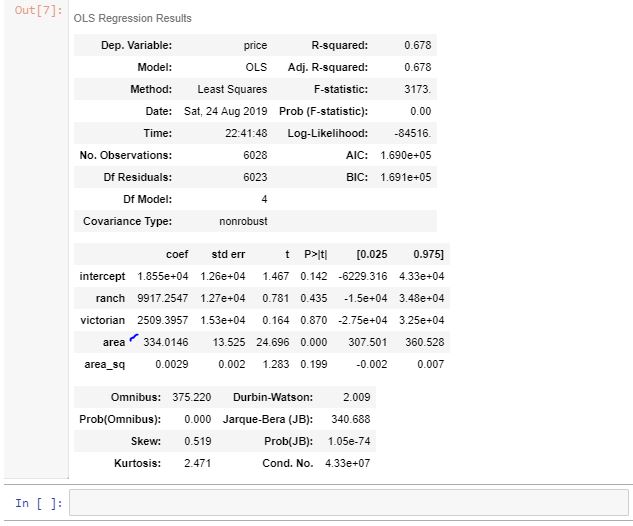 Out[7]:
OLS Regression Results
Dep. Variable: price R-squared: 0.678
Model: OLS Adj. R-squared: 0.678
Method: Least Squares F-statistic: 3173.
Date: Sat, 24 Aug 2019 Prob (F-statistic): 0.00
Time: 22:41:48 Log-Likelihood: -84516.
No. Observations: 6028 AIC: 1.690e+05
Df Residuals: 6023 BIC: 1.691e+05
Df Model: 4
Covariance Type: nonrobust
coef std err t P>|t| [0.025 0.975]
intercept 1.855e+04 1.26e+04 1.467 0.142 -6229.316 4.33e+04
ranch 9917.2547 1.27e+04 0.781 0.435 -1.5e+04 3.48e+04
victorian 2509.3957 1.53e+04 0.164 0.870 -2.75e+04 3.25e+04
area 334.0146 13.525 24.696 0.000 307.501 360.528
area_sq 0.0029 0.002 1.283 0.199 -0.002 0.007
Omnibus: 375.220 Durbin-Watson: 2.009
Prob(Omnibus): 0.000 Jarque-Bera (JB): 340.688
Skew: 0.519 Prob(JB): 1.05e-74
Kurtosis: 2.471 Cond. No. 4.33e+07
In [ ]: